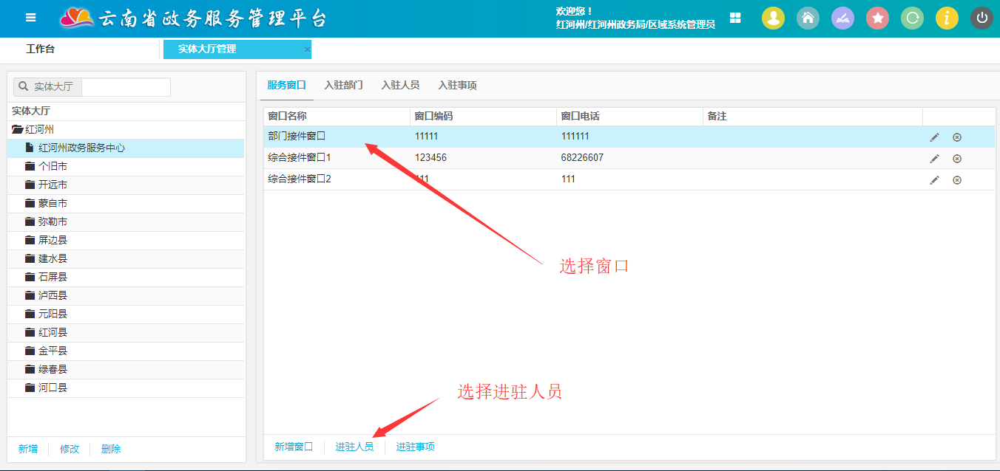 云南省政务服务管理平台
欢迎您！
红河州/红河州政务局/区域系统管理员
工作台
实体大厅管理 ×
实体大厅
实体大厅
红河州
红河州政务服务中心
个旧市
开远市
蒙自市
弥勒市
屏边县
建水县
石屏县
泸西县
元阳县
红河县
金平县
绿春县
河口县
新增 修改 删除
服务窗口 入驻部门 入驻人员 入驻事项
窗口名称 窗口编码 窗口电话 备注
部门接件窗口 11111 111111
综合接件窗口1 123456 68226607
综合接件窗口2 111 111
选择窗口
选择进驻人员
新增窗口 进驻人员 进驻事项